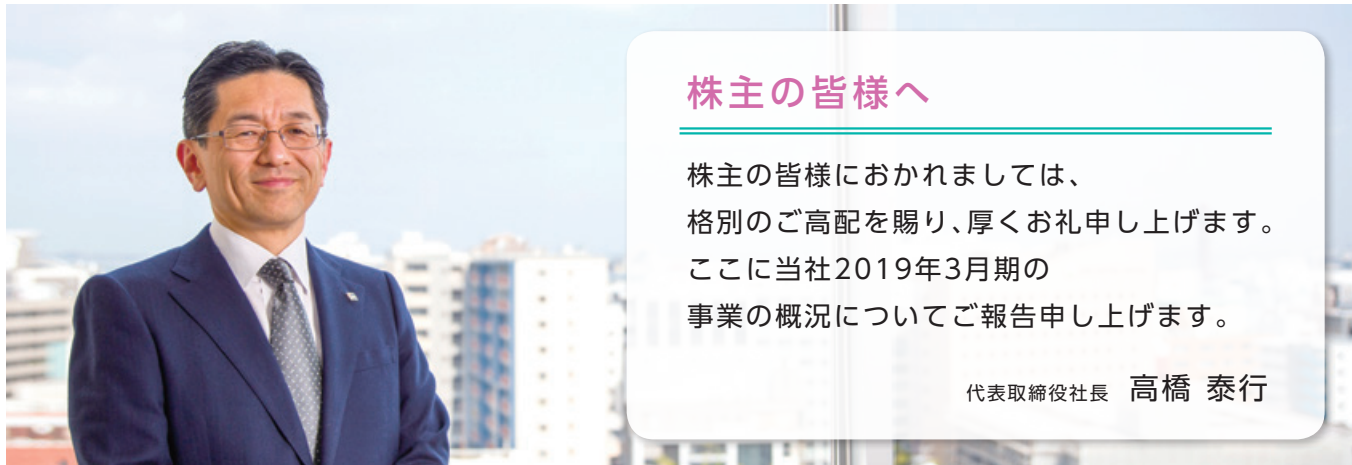 株主の皆様へ
株主の皆様におかれましては、
格別のご高配を賜り、厚くお礼申し上げます。
ここに当社2019年3月期の
事業の概況についてご報告申し上げます。
代表取締役社長 高橋 泰行